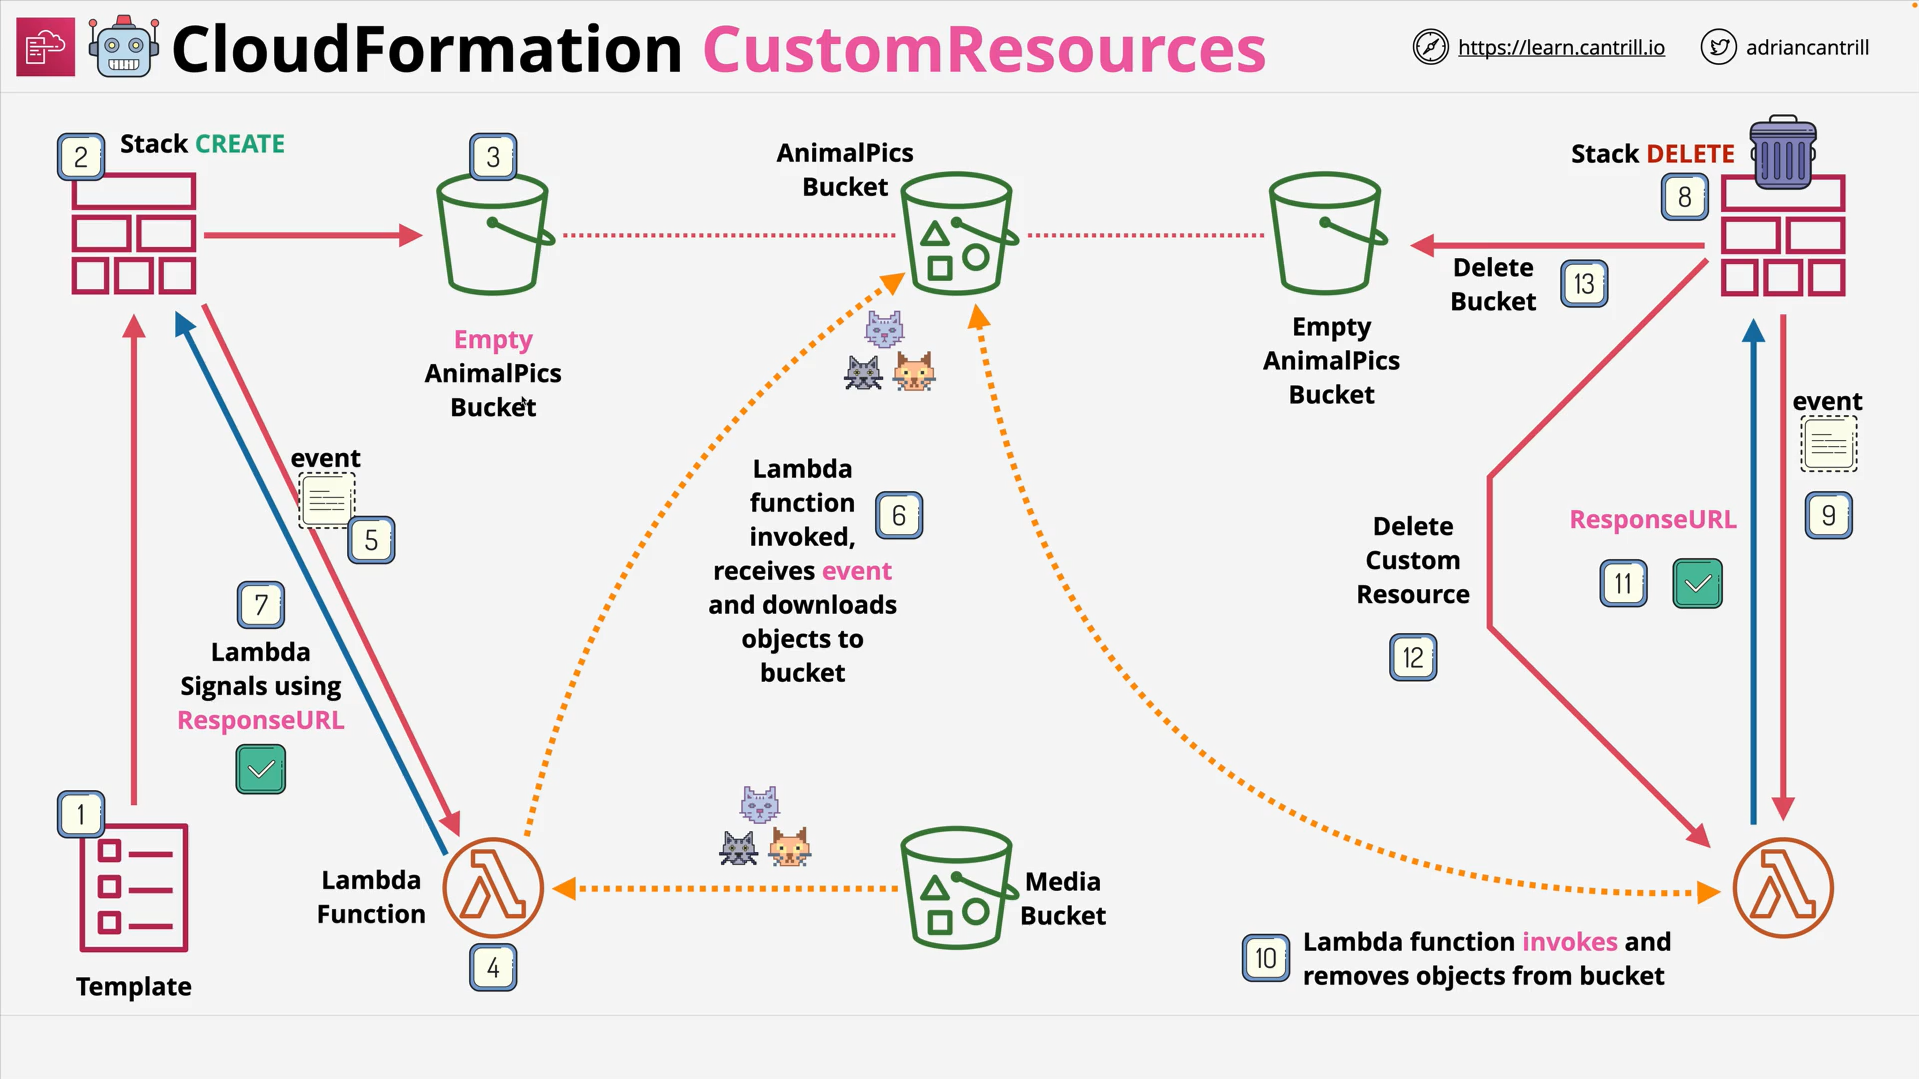 CloudFormation CustomResources
https://learn.cantrill.io
adriancantrill
2
Stack CREATE
3
Empty
AnimalPics
Bucket
AnimalPics
Bucket
Stack DELETE
8
Delete
Bucket
13
Empty
AnimalPics
Bucket
event
5
7
Lambda
Signals using
ResponseURL
Lambda
function
invoked,
receives event
and downloads
objects to
bucket
6
Delete
Custom
Resource
12
ResponseURL
11
event
9
1
Template
Lambda
Function
4
Media
Bucket
10
Lambda function invokes and
removes objects from bucket